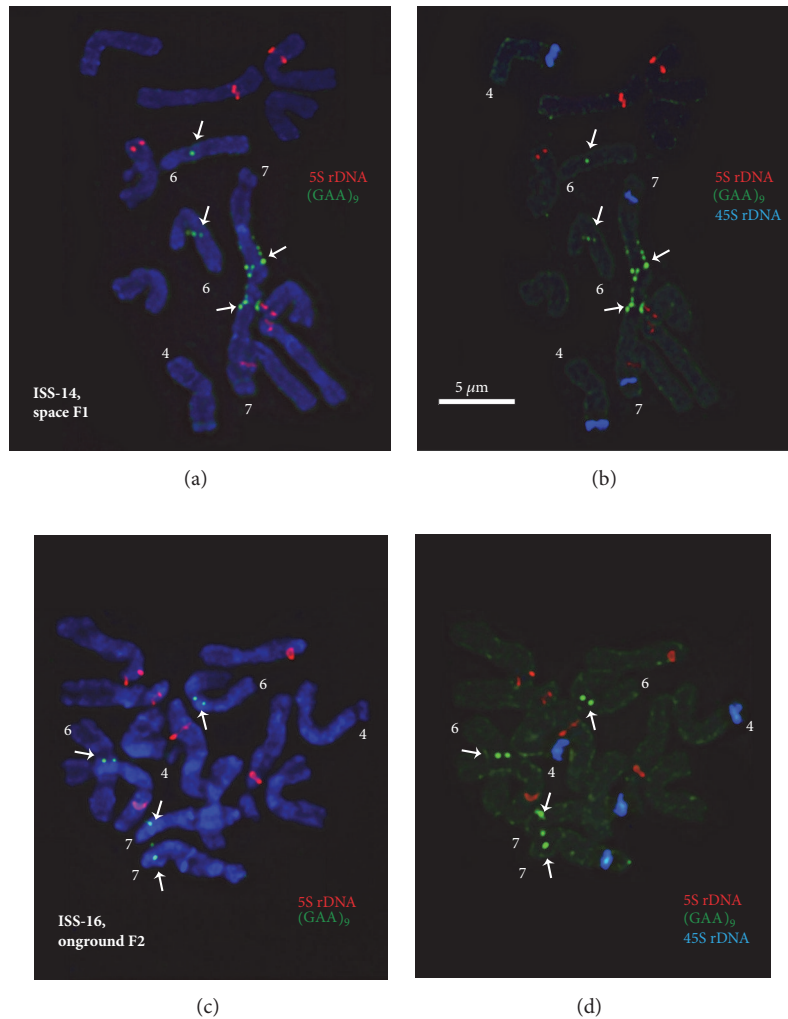 4
6
7
5S rDNA
(GAA)9
6
4
7
ISS-14,
space F1
(a)
4
6
7
5S rDNA
(GAA)9
45S rDNA
6
4
7
5 μm
(b)
6
6
4
4
7
7
ISS-16,
onground F2
5S rDNA
(GAA)9
(c)
6
6
4
4
7
7
5S rDNA
(GAA)9
45S rDNA
(d)